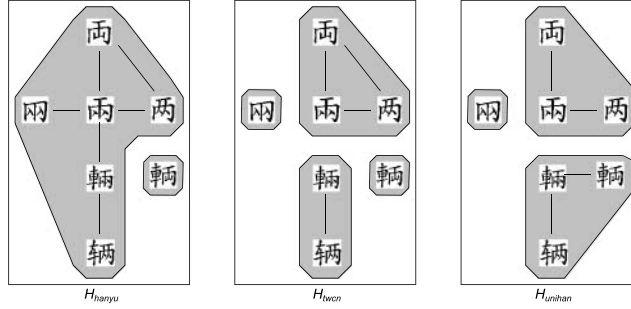 両 両 両
㒳 兩 两 㒳 兩 两 㒳 兩 两
輛 輌 輛 輌 輛 輌
辆 辆 辆
H_hanyu H_twcn H_unihan